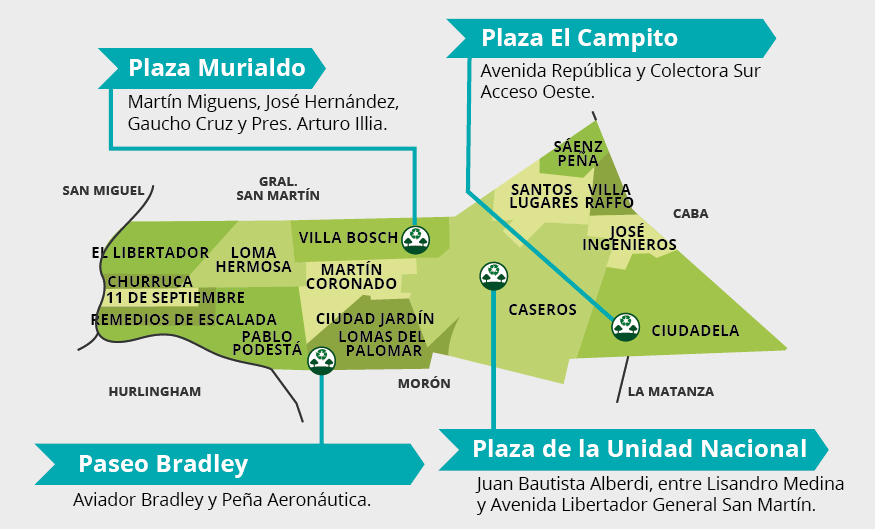 Plaza El Campito
Avenida República y Colectora Sur
Acceso Oeste.
Plaza Murialdo
Martín Miguens, José Hernández,
Gaucho Cruz y Pres. Arturo Illia.
SÁENZ
PEÑA
SAN MIGUEL
GRAL.
SAN MARTÍN
SANTOS
LUGARES
VILLA
RAFFO
CABA
JOSÉ
INGENIEROS
EL LIBERTADOR
LOMA
HERMOSA
VILLA BOSCH
MARTÍN
CORONADO
CHURRUCA
11 DE SEPTIEMBRE
REMEDIOS DE ESCALADA
CIUDAD JARDÍN
LOMAS DEL
PALOMAR
PABLO
PODESTÁ
CASEROS
CIUDADELA
HURLINGHAM
MORÓN
LA MATANZA
Paseo Bradley
Aviador Bradley y Peña Aeronáutica.
Plaza de la Unidad Nacional
Juan Bautista Alberdi, entre Lisandro Medina
y Avenida Libertador General San Martín.